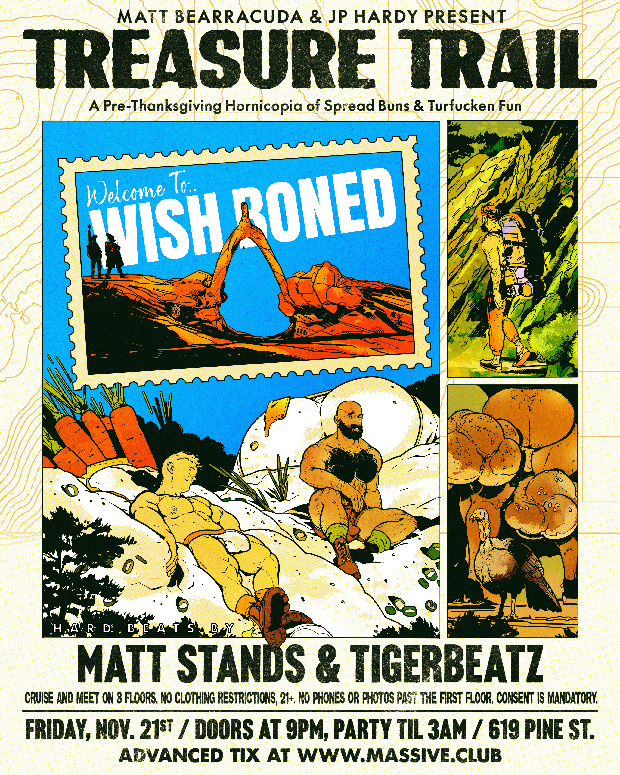 MATT BEARRACUDA & JP HARDY PRESENT
TREASURE TRAIL
A Pre-Thanksgiving Hornicopia of Spread Buns & Turfucken Fun
Welcome To..
WISH BONED
HARD BEATS BY
MATT STANDS & TIGERBEATZ
CRUISE AND MEET ON 3 FLOORS. NO CLOTHING RESTRICTIONS, 21+. NO PHONES OR PHOTOS PAST THE FIRST FLOOR. CONSENT IS MANDATORY.
FRIDAY, NOV. 21ST / DOORS AT 9PM, PARTY TIL 3AM / 619 PINE ST.
ADVANCED TIX AT WWW.MASSIVE.CLUB